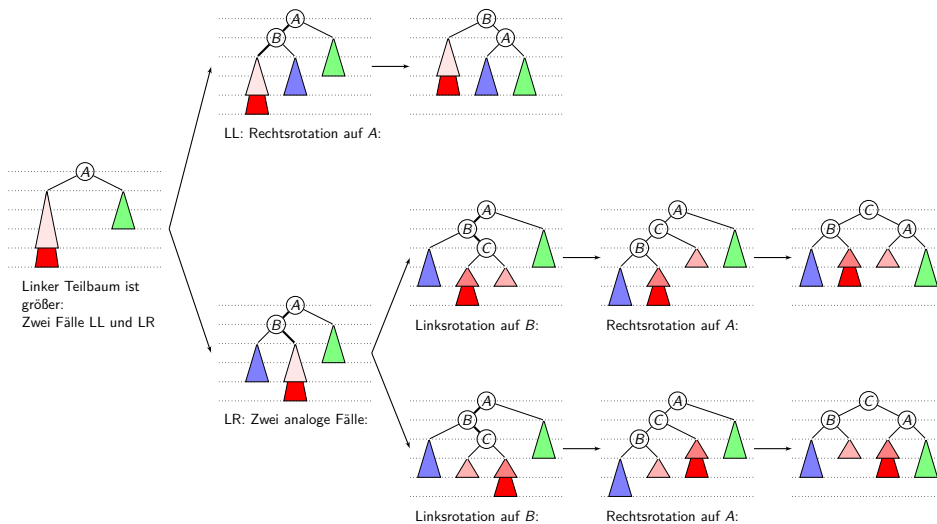 A
B
B
A
LL: Rechtsrotation auf A:
A
Linker Teilbaum ist
größer:
Zwei Fälle LL und LR
A
B
C
A
C
B
C
B
A
Linksrotation auf B:
Rechtsrotation auf A:
A
B
LR: Zwei analoge Fälle:
A
B
C
A
C
B
C
B
A
Linksrotation auf B:
Rechtsrotation auf A: